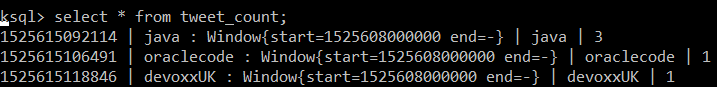 ksql> select * from tweet_count;
1525615092114 | java : Window{start=1525608000000 end=-} | java | 3
1525615106491 | oraclecode : Window{start=1525608000000 end=-} | oraclecode | 1
1525615118846 | devoxxUK : Window{start=1525608000000 end=-} | devoxxUK | 1